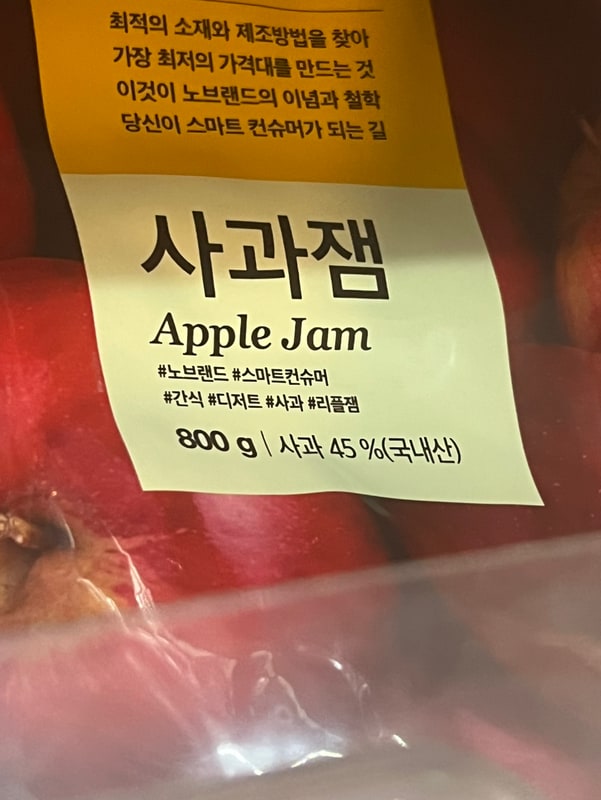 최적의 소재와 제조방법을 찾아
가장 최저의 가격대를 만드는 것
이것이 노브랜드의 이념과 철학
당신이 스마트 컨슈머가 되는 길
사과잼
Apple Jam
#노브랜드 #스마트컨슈머
#간식 #디저트 #사과 #리플잼
800 g | 사과 45 %(국내산)